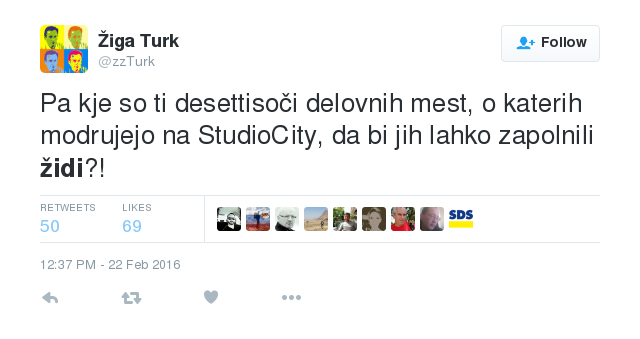 Žiga Turk
@zzTurk
Follow
Pa kje so ti desettisoči delovnih mest, o katerih
modrujejo na StudioCity, da bi jih lahko zapolnili
židi?!
RETWEETS LIKES
50 69
SDS
12:37 PM - 22 Feb 2016